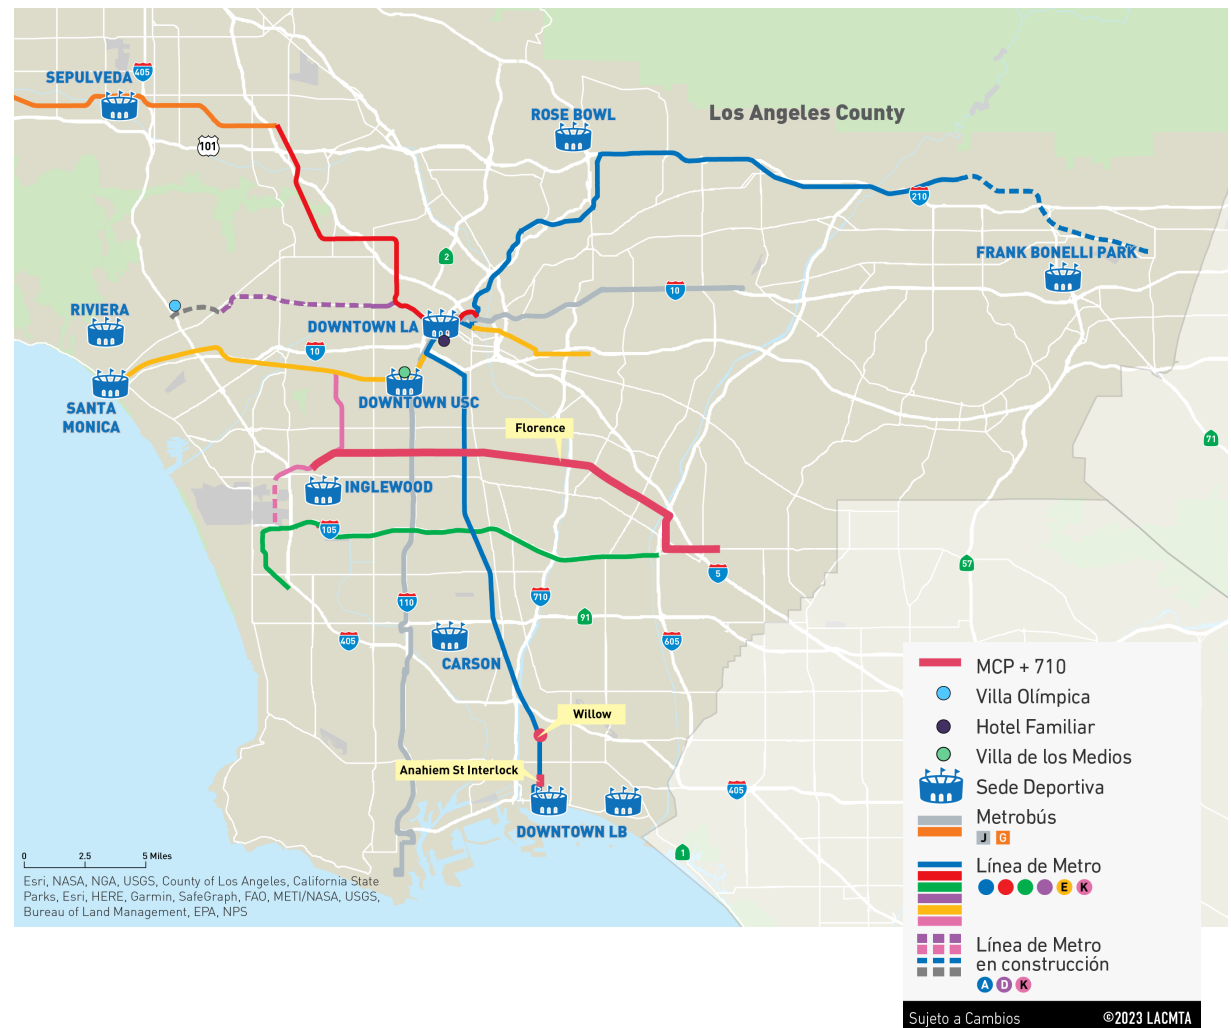 SEPULVEDA
405
101
ROSE BOWL
Los Angeles County
210
2
FRANK BONELLI PARK
10
RIVIERA
DOWNTOWN LA
10
SANTA
MONICA
DOWNTOWN USC
Florence
71
INGLEWOOD
105
5
57
110
710
91
405
605
CARSON
Willow
Anahiem St Interlock
405
DOWNTOWN LB
1
0 2.5 5 Miles
Esri, NASA, NGA, USGS, County of Los Angeles, California State
Parks, Esri, HERE, Garmin, SafeGraph, FAO, METI/NASA, USGS,
Bureau of Land Management, EPA, NPS
MCP + 710
Villa Olímpica
Hotel Familiar
Villa de los Medios
Sede Deportiva
Metrobús
J G
Línea de Metro
E K
Línea de Metro
en construcción
A D K
Sujeto a Cambios ©2023 LACMTA